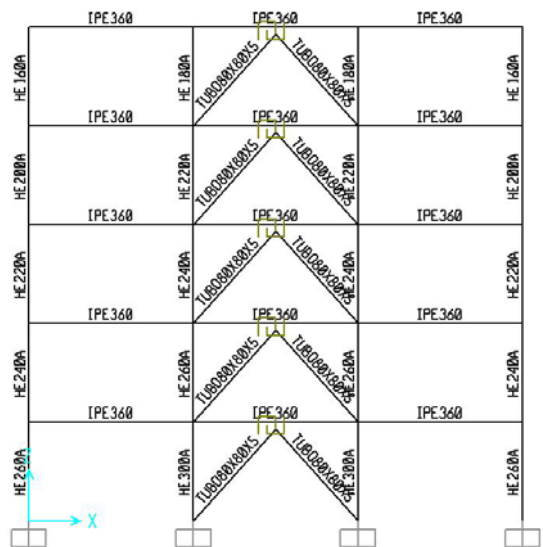 IPE360 IPE360 IPE360
HE160A HE180A TUBO80X80X5 TUBO80X80X5 HE180A HE160A
IPE360 IPE360 IPE360
HE200A HE220A TUBO80X80X5 TUBO80X80X5 HE220A HE200A
IPE360 IPE360 IPE360
HE220A HE240A TUBO80X80X5 TUBO80X80X5 HE240A HE220A
IPE360 IPE360 IPE360
HE240A HE260A TUBO80X80X5 TUBO80X80X5 HE260A HE240A
IPE360 IPE360 IPE360
HE260A HE300A TUBO80X80X5 TUBO80X80X5 HE300A HE260A
X